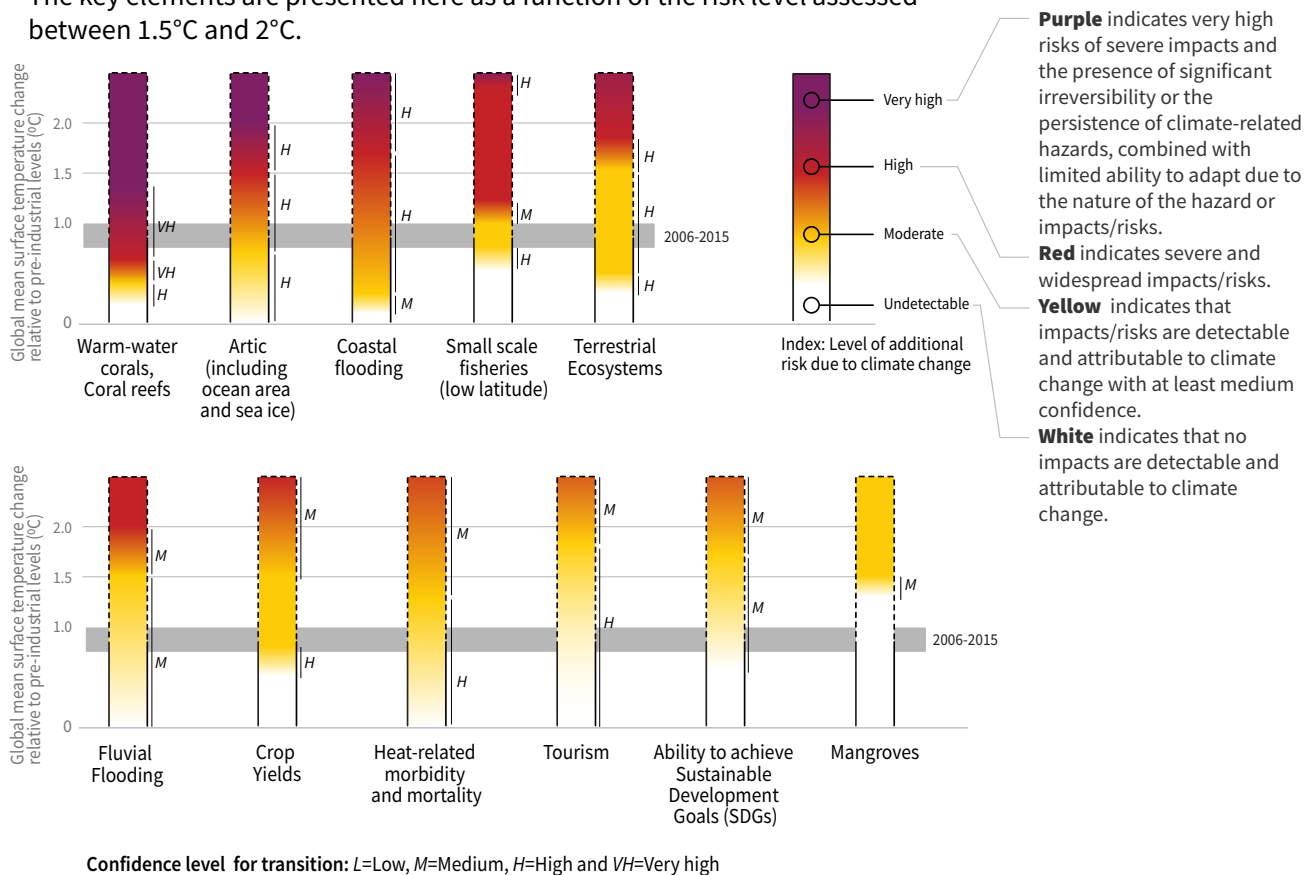 The key elements are presented here as a function of the risk level assessed
between 1.5°C and 2°C.
Global mean surface temperature change
relative to pre-industrial levels (⁰C)
2.0
1.5
1.0
0
H
H
H
H
M
H
H
H
M
H
H
H
H
VH
VH
H
2006-2015
Warm-water
corals,
Coral reefs
Artic
(including
ocean area
and sea ice)
Coastal
flooding
Small scale
fisheries
(low latitude)
Terrestrial
Ecosystems
Very high
High
Moderate
Undetectable
Index: Level of additional
risk due to climate change
Purple indicates very high
risks of severe impacts and
the presence of significant
irreversibility or the
persistence of climate-related
hazards, combined with
limited ability to adapt due to
the nature of the hazard or
impacts/risks.
Red indicates severe and
widespread impacts/risks.
Yellow indicates that
impacts/risks are detectable
and attributable to climate
change with at least medium
confidence.
White indicates that no
impacts are detectable and
attributable to climate
change.
Global mean surface temperature change
relative to pre-industrial levels (⁰C)
2.0
1.5
1.0
0
M
M
M
H
M
H
M
H
M
M
M
2006-2015
Fluvial
Flooding
Crop
Yields
Heat-related
morbidity
and mortality
Tourism
Ability to achieve
Sustainable
Development
Goals (SDGs)
Mangroves
Confidence level for transition: L=Low, M=Medium, H=High and VH=Very high